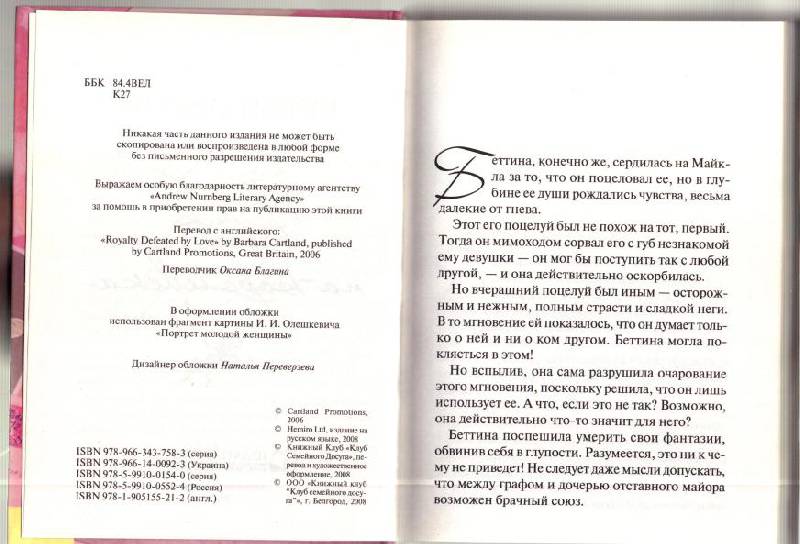 ББК 84.4ВЕЛ
К27
Никакая часть данного издания не может быть
скопирована или воспроизведена в любой форме
без письменного разрешения издательства
Выражаем особую благодарность литературному агентству
«Andrew Nurnberg Literary Agency»
за помощь в приобретении прав на публикацию этой книги
Перевод с английского:
«Royalty Defeated by Love» by Barbara Cartland, published
by Cartland Promotions, Great Britain, 2006
Переводчик Оксана Благина
В оформлении обложки
использован фрагмент картины И. И. Олешкевича
«Портрет молодой женщины»
Дизайнер обложки Наталья Переверзева
© Cartland Promotions,
2006
© Hemiro Ltd, издание на
русском языке, 2008
© Книжный Клуб «Клуб
Семейного Досуга», пе-
ревод и художественное
оформление, 2008
© ООО «Книжный клуб
"Клуб семейного досу-
га"», г. Белгород, 2008
ISBN 978-966-343-758-3 (серия)
ISBN 978-966-14-0092-3 (Украина)
ISBN 978-5-9910-0154-0 (серия)
ISBN 978-5-9910-0552-4 (Россия)
ISBN 978-1-905155-21-2 (англ.)
Беттина, конечно же, сердилась на Майк-
ла за то, что он поцеловал ее, но в глу-
бине ее души рождались чувства, весьма
далекие от гнева.
Этот его поцелуй был не похож на тот, первый.
Тогда он мимоходом сорвал его с губ незнакомой
ему девушки — он мог бы поступить так с любой
другой, — и она действительно оскорбилась.
Но вчерашний поцелуй был иным — осторож-
ным и нежным, полным страсти и сладкой неги.
В то мгновение ей показалось, что он думает толь-
ко о ней и ни о ком другом. Беттина могла по-
клясться в этом!
Но вспылив, она сама разрушила очарование
этого мгновения, поскольку решила, что он лишь
использует ее. А что, если это не так? Возможно,
она действительно что-то значит для него?
Беттина поспешила умерить свои фантазии,
обвинив себя в глупости. Разумеется, это ни к че-
му не приведет! Не следует даже мысли допускать,
что между графом и дочерью отставного майора
возможен брачный союз.